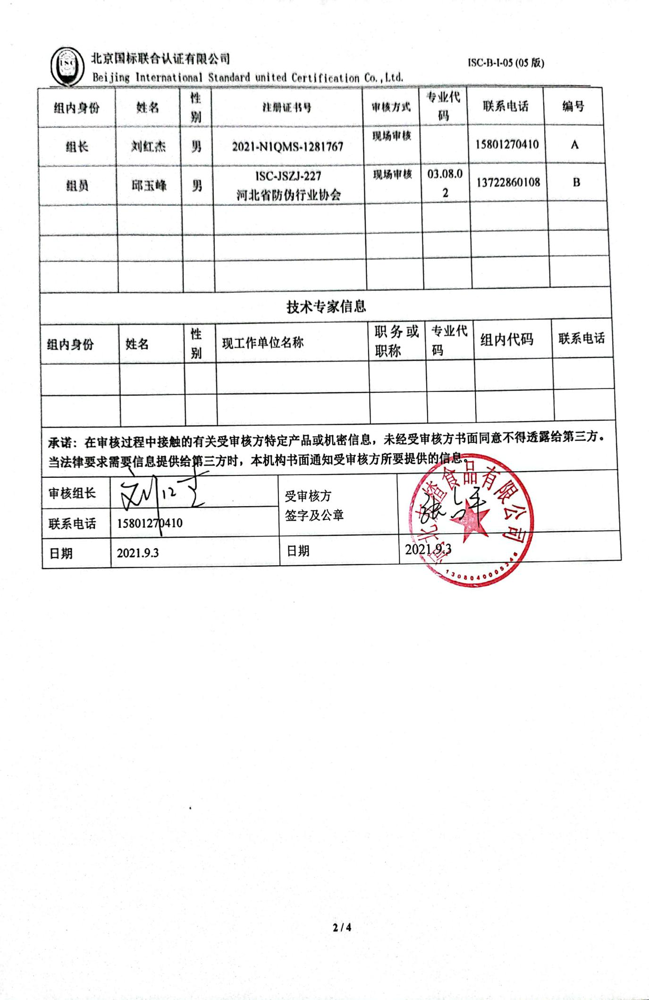 ISC
北京国标联合认证有限公司
ISC-B-I-05 (05 版)
Beijing International Standard united Certification Co.,Ltd.
组内身份 姓名 性别 注册证书号 审核方式 专业代码 联系电话 编号
组长 刘红杰 男 2021-N1QMS-1281767 现场审核 15801270410 A
组员 邱玉峰 男 ISC-JSZJ-227 河北省防伪行业协会 现场审核 03.08.02 13722860108 B
技术专家信息
组内身份 姓名 性别 现工作单位名称 职务或职称 专业代码 组内代码 联系电话
承诺：在审核过程中接触的有关受审核方特定产品或机密信息，未经受审核方书面同意不得透露给第三方。
当法律要求需要信息提供给第三方时，本机构书面通知受审核方所要提供的信息。
审核组长 刘红杰 受审核方
签字及公章
联系电话 15801270410
日期 2021.9.3 日期 2021.9.3
食品有限公司
1308040005346
2 / 4